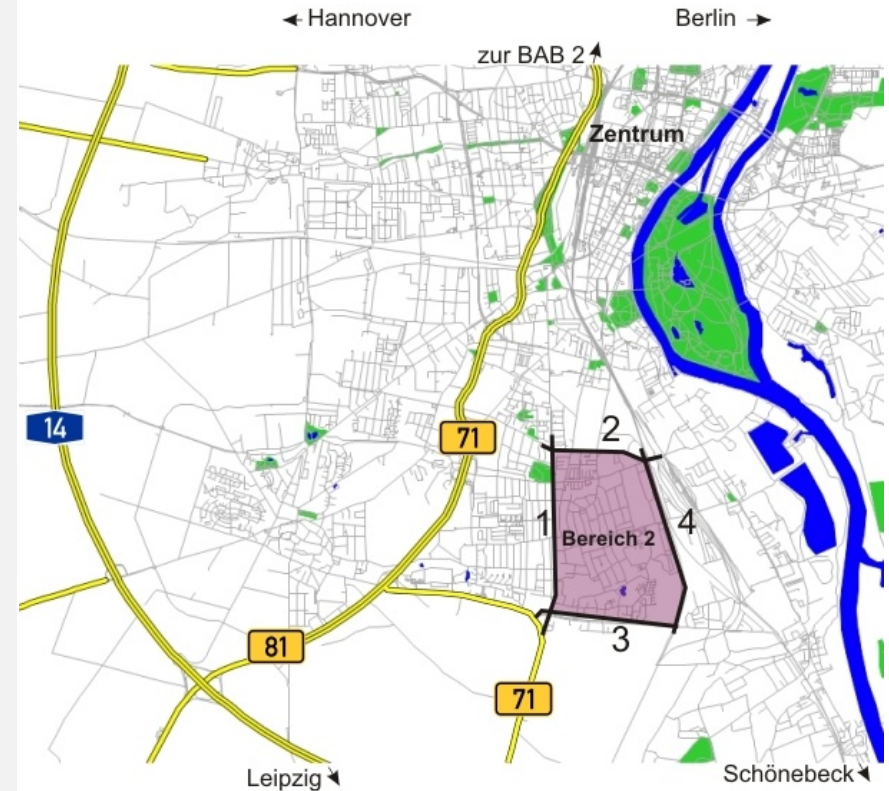 Hannover
Berlin
zur BAB 2
Zentrum
14
71
2
1
4
Bereich 2
81
3
71
Leipzig
Schönebeck